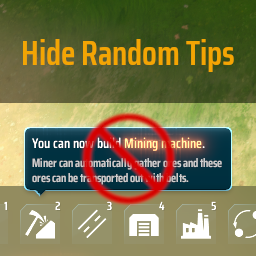 Hide Random Tips
You can now build Mining machine.
Miner can automatically gather ores and these
ores can be transported out with belts.
1 2 3 4 5 6